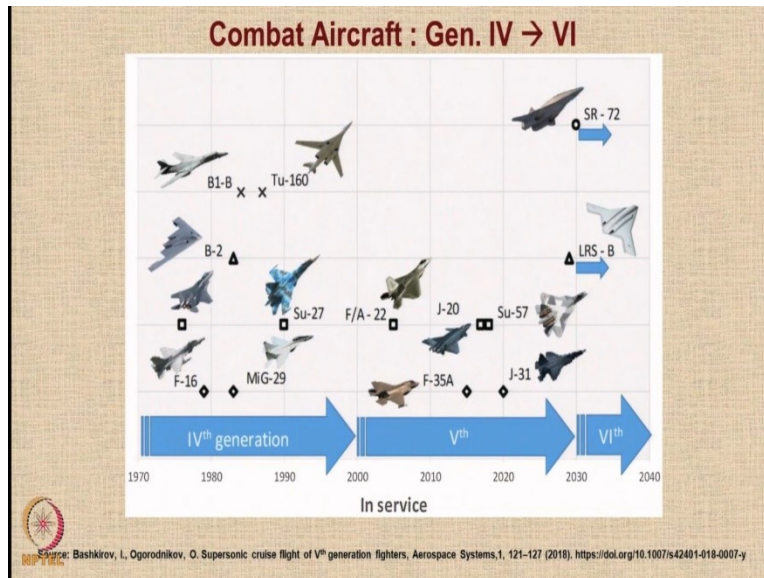 Combat Aircraft : Gen. IV → VI
SR - 72
B1-B
Tu-160
B-2
LRS - B
Su-27
F/A - 22
J-20
Su-57
F-16
MiG-29
F-35A
J-31
IVth generation
Vth
VIth
1970 1980 1990 2000 2010 2020 2030 2040
In service
NPTEL
Source: Bashkirov, I., Ogorodnikov, O. Supersonic cruise flight of Vth generation fighters, Aerospace Systems,1, 121–127 (2018). https://doi.org/10.1007/s42401-018-0007-y